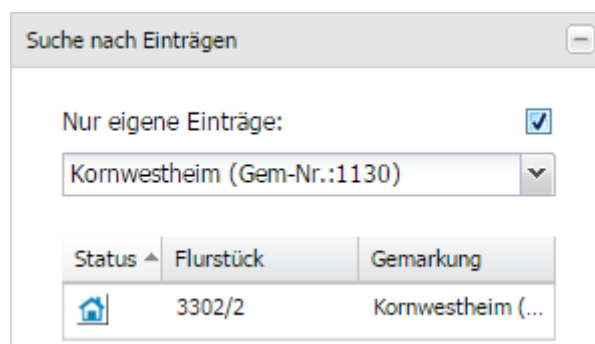 Suche nach Einträgen
Nur eigene Einträge:
Kornwestheim (Gem-Nr.:1130)
Status Flurstück Gemarkung
3302/2 Kornwestheim (...